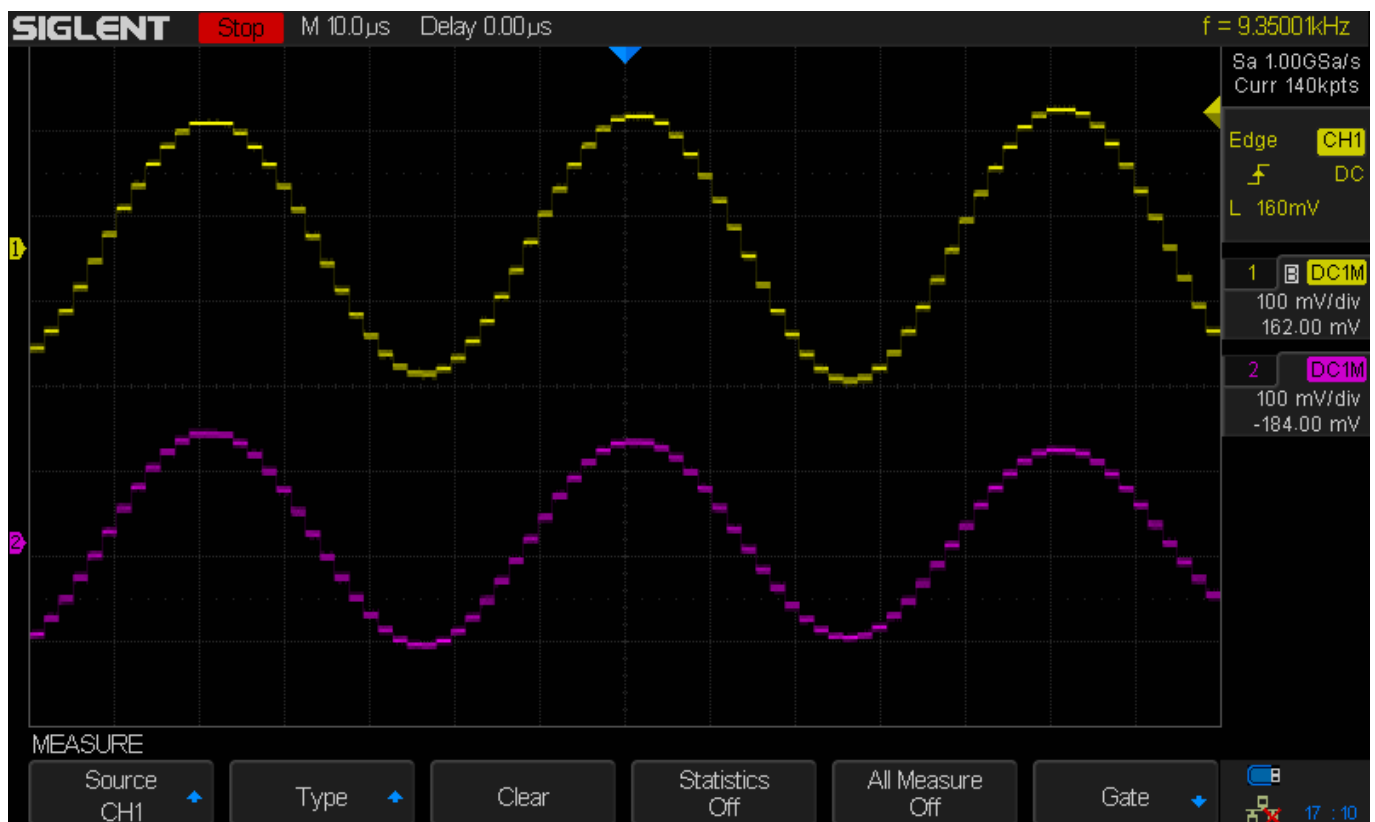 SIGLENT Stop M 10.0µs Delay 0.00µs f = 9.35001kHz
Sa 1.00GSa/s
Curr 140kpts
Edge CH1
DC
L 160mV
1 B DC1M
100 mV/div
162.00 mV
2 DC1M
100 mV/div
-184.00 mV
1
2
MEASURE
Source
CH1
Type
Clear
Statistics
Off
All Measure
Off
Gate
17 : 10